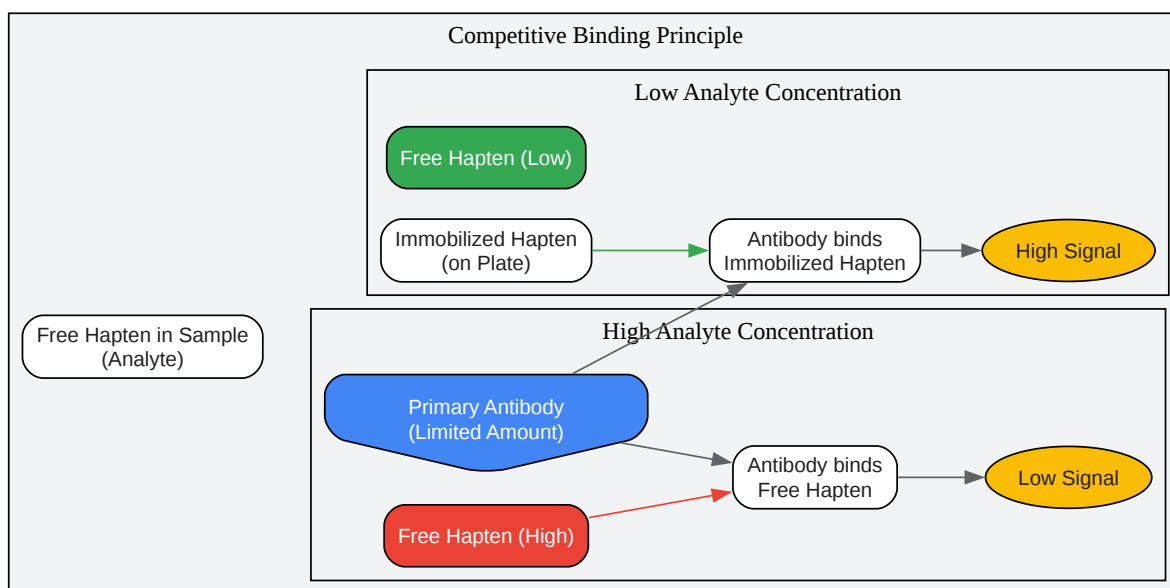 Competitive Binding Principle
Low Analyte Concentration
Free Hapten (Low)
Immobilized Hapten
(on Plate)
Antibody binds
Immobilized Hapten
High Signal
Free Hapten in Sample
(Analyte)
High Analyte Concentration
Primary Antibody
(Limited Amount)
Antibody binds
Free Hapten
Low Signal
Free Hapten (High)